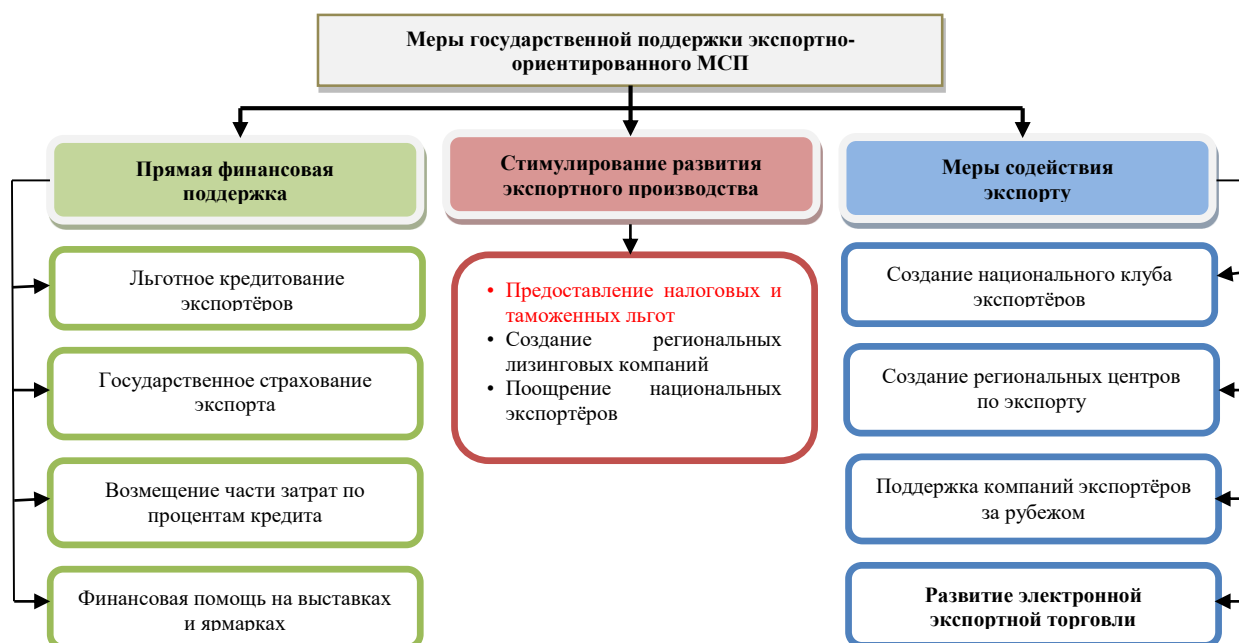 Меры государственной поддержки экспортно-
ориентированного МСП
Прямая финансовая
поддержка
Стимулирование развития
экспортного производства
Меры содействия
экспорту
Льготное кредитование
экспортёров
Государственное страхование
экспорта
Возмещение части затрат по
процентам кредита
Финансовая помощь на выставках
и ярмарках
• Предоставление налоговых и
таможенных льгот
• Создание региональных
лизинговых компаний
• Поощрение национальных
экспортёров
Создание национального клуба
экспортёров
Создание региональных центров
по экспорту
Поддержка компаний экспортёров
за рубежом
Развитие электронной
экспортной торговли